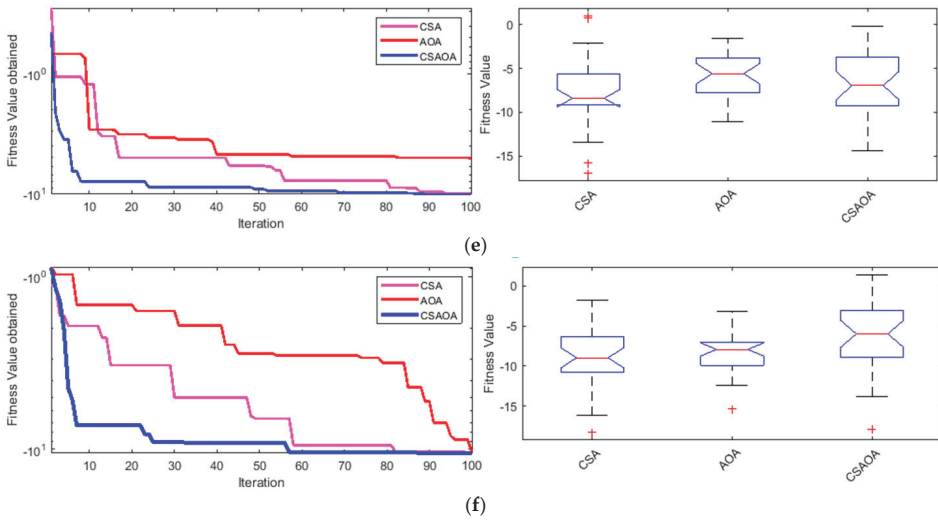 Fitness Value obtained
-10^0
-10^1
10 20 30 40 50 60 70 80 90 100
Iteration
CSA
AOA
CSAOA
Fitness Value
0
-5
-10
-15
CSA
AOA
CSAOA
(e)
Fitness Value obtained
-10^0
-10^1
10 20 30 40 50 60 70 80 90 100
Iteration
CSA
AOA
CSAOA
Fitness Value
0
-5
-10
-15
CSA
AOA
CSAOA
(f)